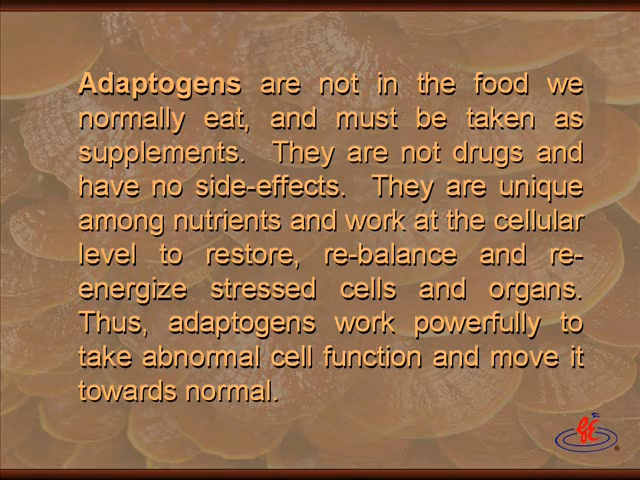 Adaptogens are not in the food we
normally eat, and must be taken as
supplements. They are not drugs and
have no side-effects. They are unique
among nutrients and work at the cellular
level to restore, re-balance and re-
energize stressed cells and organs.
Thus, adaptogens work powerfully to
take abnormal cell function and move it
towards normal.
®